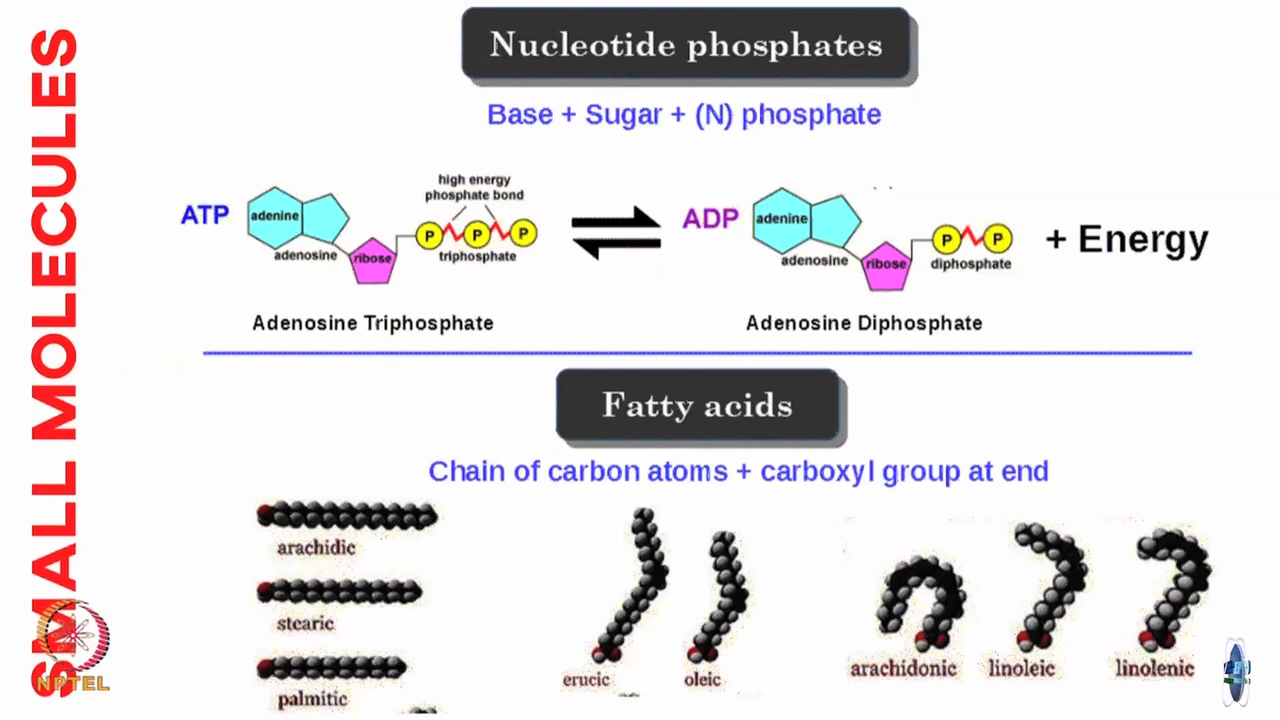 SMALL MOLECULES
Nucleotide phosphates
Base + Sugar + (N) phosphate
high energy
phosphate bond
ATP
adenine
P
P
P
adenosine
ribose
triphosphate
Adenosine Triphosphate
ADP
adenine
P
P
adenosine
ribose
diphosphate
+ Energy
Adenosine Diphosphate
Fatty acids
Chain of carbon atoms + carboxyl group at end
arachidic
stearic
palmitic
erucic
oleic
arachidonic
linoleic
linolenic
NPTEL